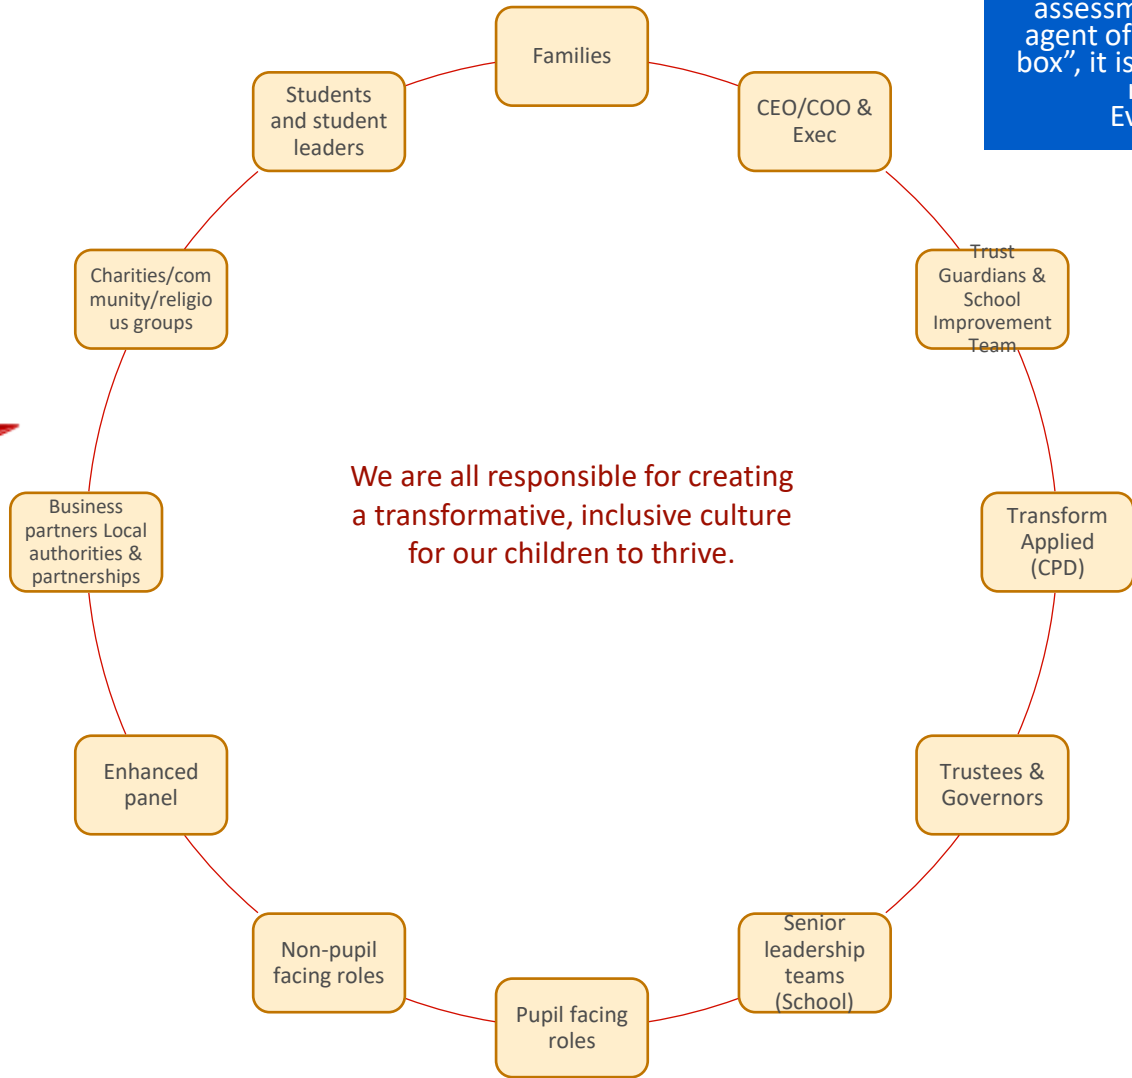 Families
CEO/COO &
Exec
Trust
Guardians &
School
Improvement
Team
Transform
Applied
(CPD)
Trustees &
Governors
Senior
leadership
teams
(School)
Pupil facing
roles
Non-pupil
facing roles
Enhanced
panel
Business
partners Local
authorities &
partnerships
Charities/com
munity/religio
us groups
Students
and student
leaders
We are all responsible for creating
a transformative, inclusive culture
for our children to thrive.
agent of
box”, it is